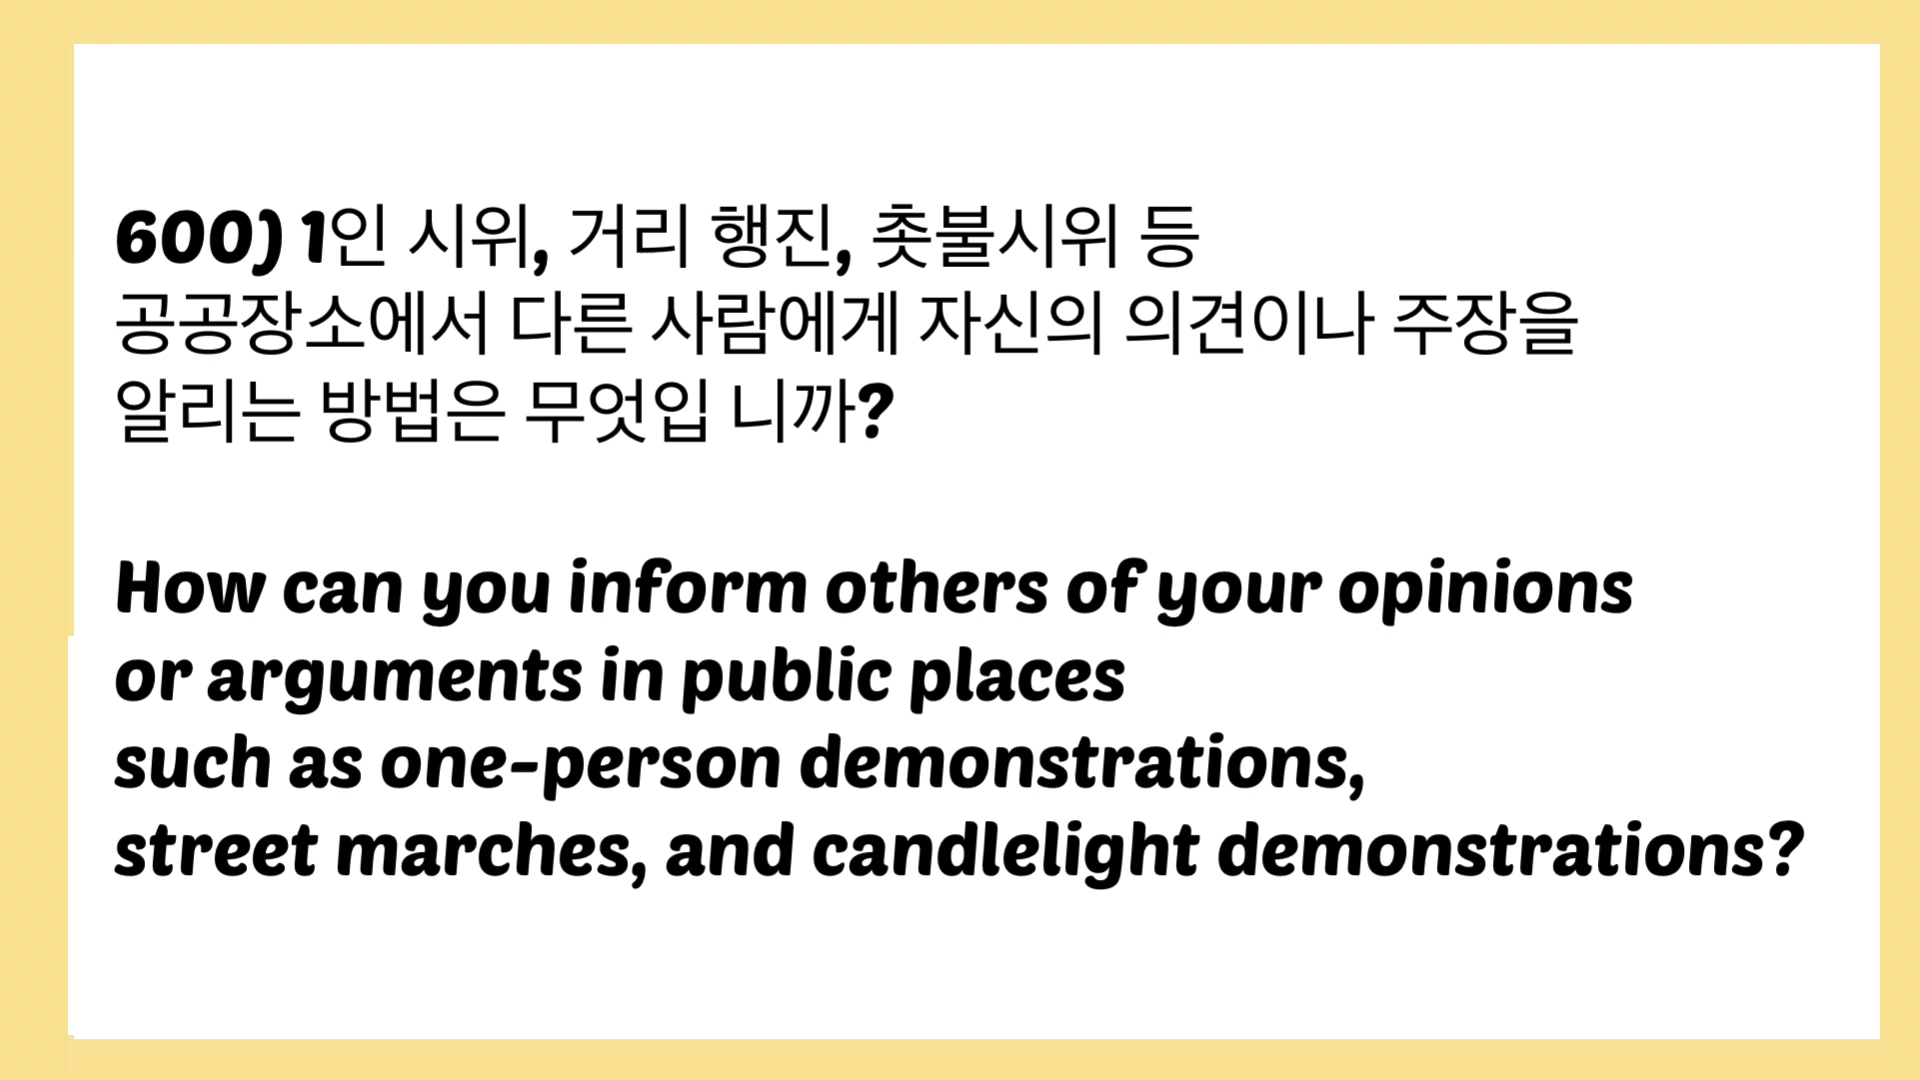 600) 1인 시위, 거리 행진, 촛불시위 등
공공장소에서 다른 사람에게 자신의 의견이나 주장을
알리는 방법은 무엇입 니까?
How can you inform others of your opinions
or arguments in public places
such as one-person demonstrations,
street marches, and candlelight demonstrations?